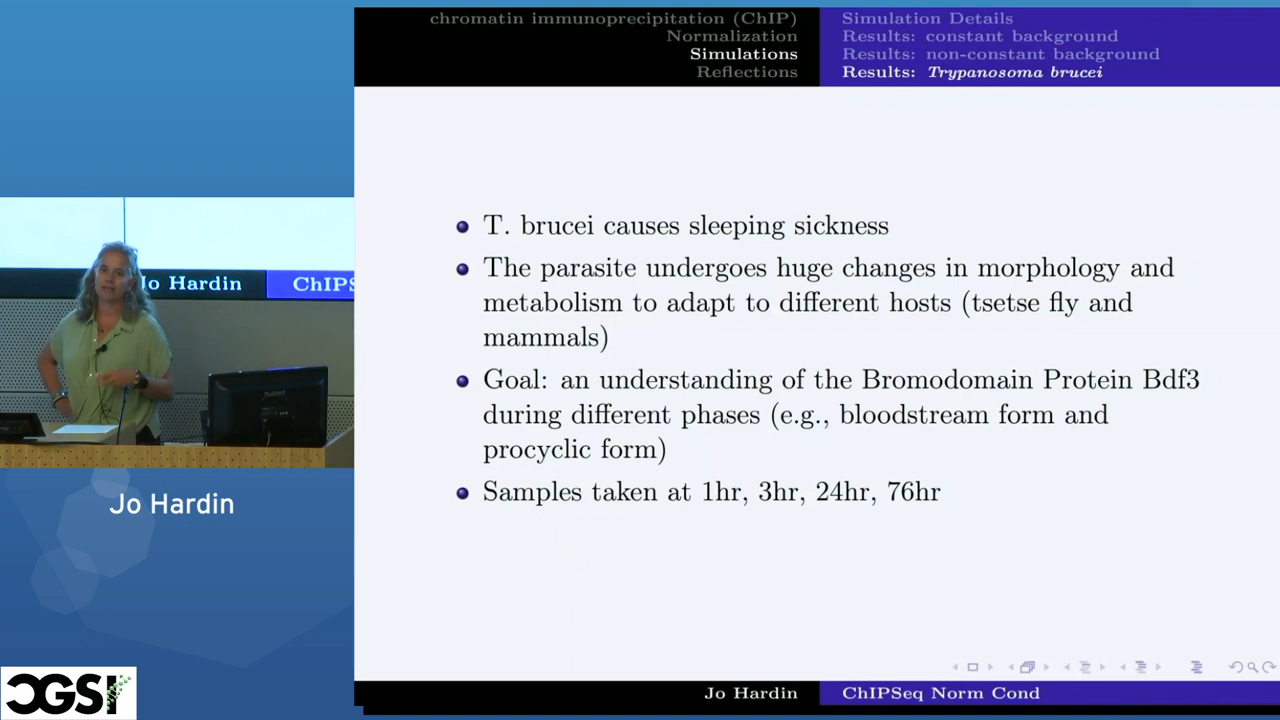 chromatin immunoprecipitation (ChIP)
Normalization
Simulations
Reflections
Simulation Details
Results: constant background
Results: non-constant background
Results: Trypanosoma brucei
T. brucei causes sleeping sickness
The parasite undergoes huge changes in morphology and
metabolism to adapt to different hosts (tsetse fly and
mammals)
Goal: an understanding of the Bromodomain Protein Bdf3
during different phases (e.g., bloodstream form and
procyclic form)
Samples taken at 1hr, 3hr, 24hr, 76hr
Jo Hardin
ChIPSeq Norm Cond
Jo Hardin
ChIPS
Jo Hardin
CGSI